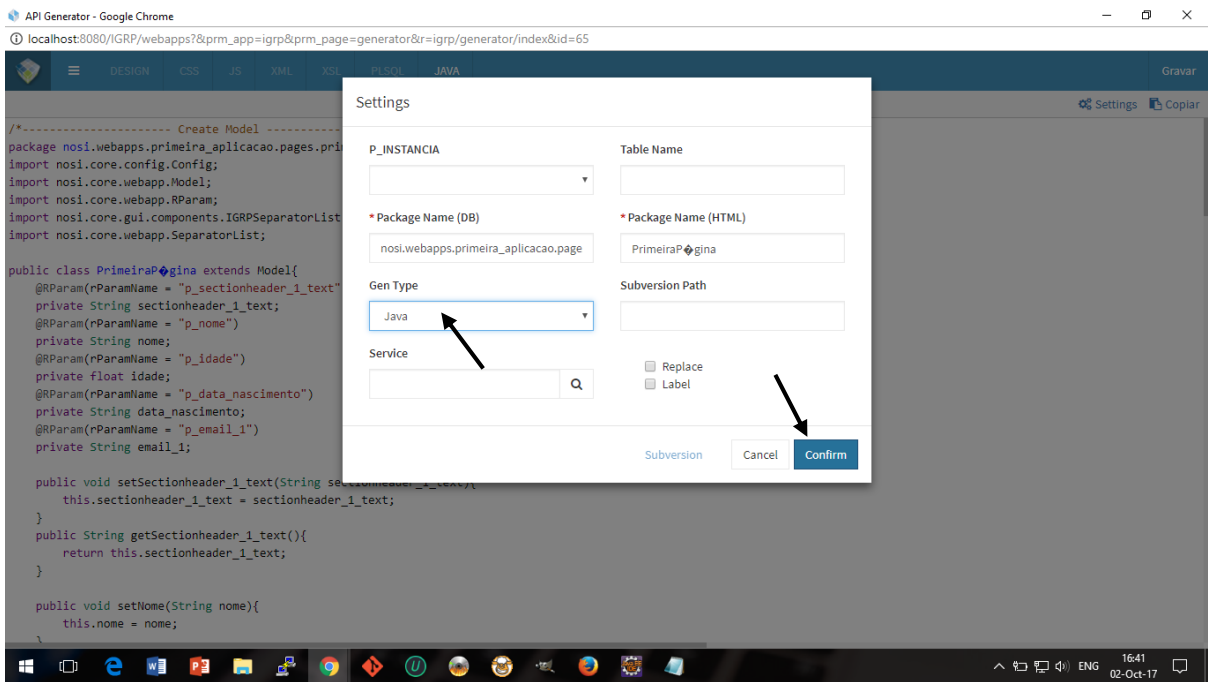 API Generator - Google Chrome
localhost:8080/IGRP/webapps?&prm_app=igrp&prm_page=generator&r=igrp/generator/index&id=65
DESIGN CSS JS XML XSL PLSQL JAVA Gravar
Settings Copiar
/*---------------------- Create Model -----------
package nosi.webapps.primeira_aplicacao.pages.pri
import nosi.core.config.Config;
import nosi.core.webapp.Model;
import nosi.core.webapp.RParam;
import nosi.core.gui.components.IGRPSeparatorList
import nosi.core.webapp.SeparatorList;
public class PrimeiraP�gina extends Model{
@RParam(rParamName = "p_sectionheader_1_text"
private String sectionheader_1_text;
@RParam(rParamName = "p_nome")
private String nome;
@RParam(rParamName = "p_idade")
private float idade;
@RParam(rParamName = "p_data_nascimento")
private String data_nascimento;
@RParam(rParamName = "p_email_1")
private String email_1;
public void setSectionheader_1_text(String sectionheader_1_text){
this.sectionheader_1_text = sectionheader_1_text;
}
public String getSectionheader_1_text(){
return this.sectionheader_1_text;
}
public void setNome(String nome){
this.nome = nome;
}
Settings
P_INSTANCIA Table Name
* Package Name (DB) * Package Name (HTML)
nosi.webapps.primeira_aplicacao.page PrimeiraP�gina
Gen Type Subversion Path
Java
Service
Replace
Label
Subversion Cancel Confirm
ENG 16:41
02-Oct-17